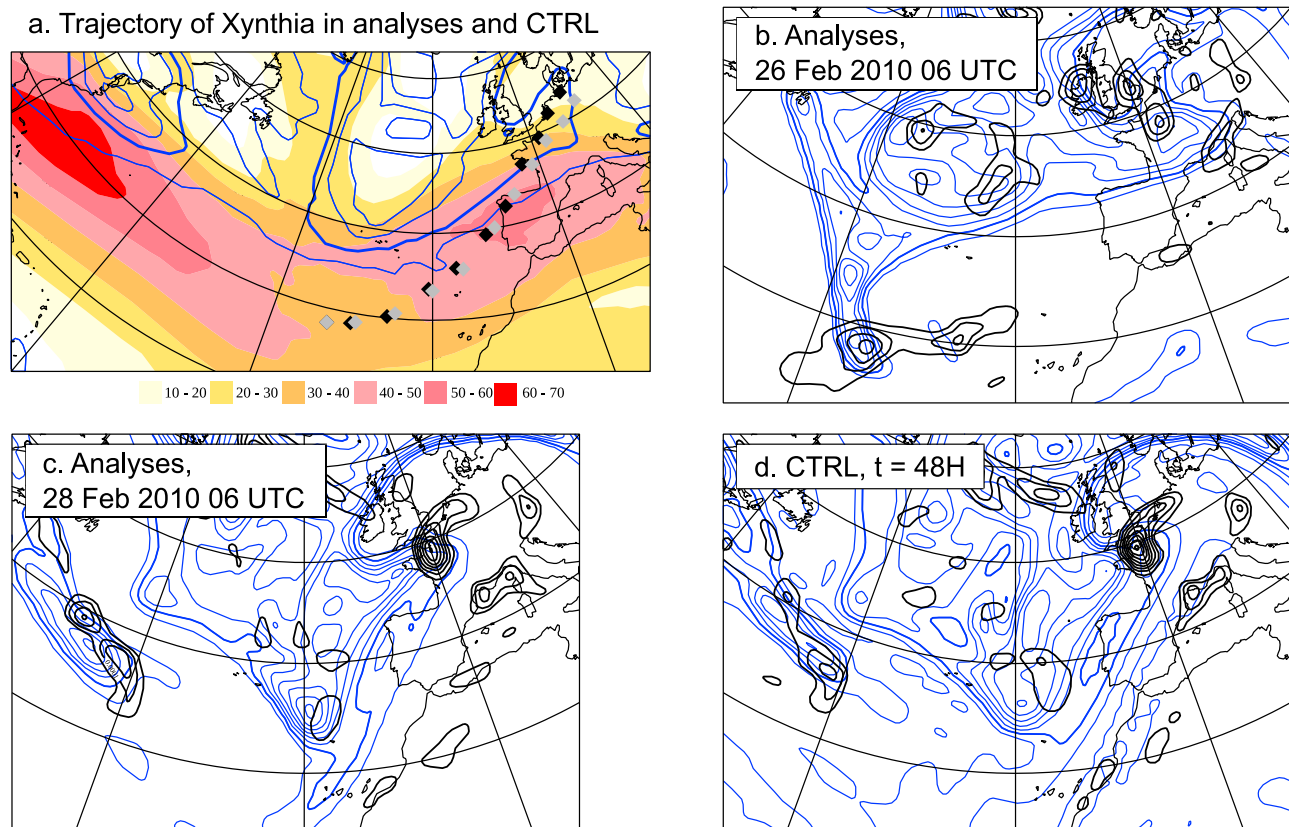 a. Trajectory of Xynthia in analyses and CTRL
b. Analyses,
26 Feb 2010 06 UTC
10 - 20 20 - 30 30 - 40 40 - 50 50 - 60 60 - 70
c. Analyses,
28 Feb 2010 06 UTC
d. CTRL, t = 48H